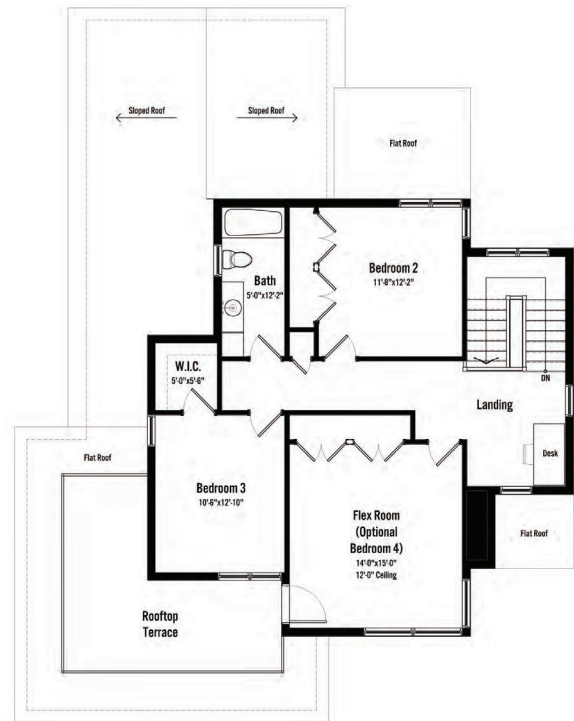 Sloped Roof
Sloped Roof
Flat Roof
Bath
5'-0"x12'-2"
Bedroom 2
11'-8"x12'-2"
W.I.C.
5'-0"x5'-6"
DN
Landing
Desk
Flat Roof
Bedroom 3
10'-6"x12'-10"
Flex Room
(Optional
Bedroom 4)
14'-0"x15'-0"
12'-0" Ceiling
Flat Roof
Rooftop
Terrace